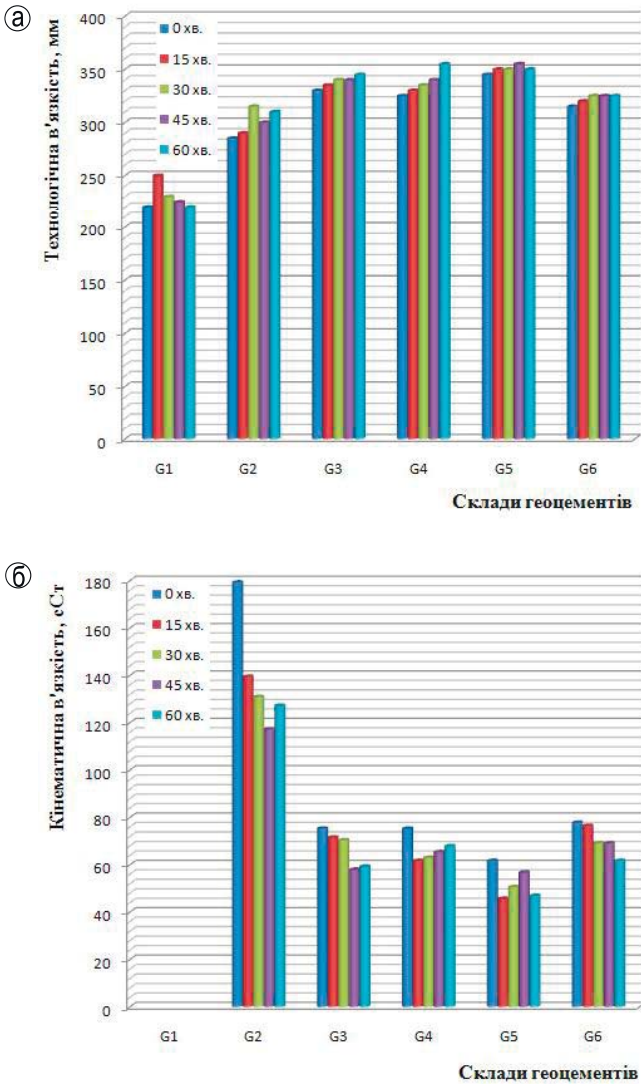 а
Технологічна в'язкість, мм
400
350
300
250
200
150
100
50
0
0 хв.
15 хв.
30 хв.
45 хв.
60 хв.
G1 G2 G3 G4 G5 G6
Склади геоцементів
б
Кінематична в'язкість, сСт
180
160
140
120
100
80
60
40
20
0
0 хв.
15 хв.
30 хв.
45 хв.
60 хв.
G1 G2 G3 G4 G5 G6
Склади геоцементів